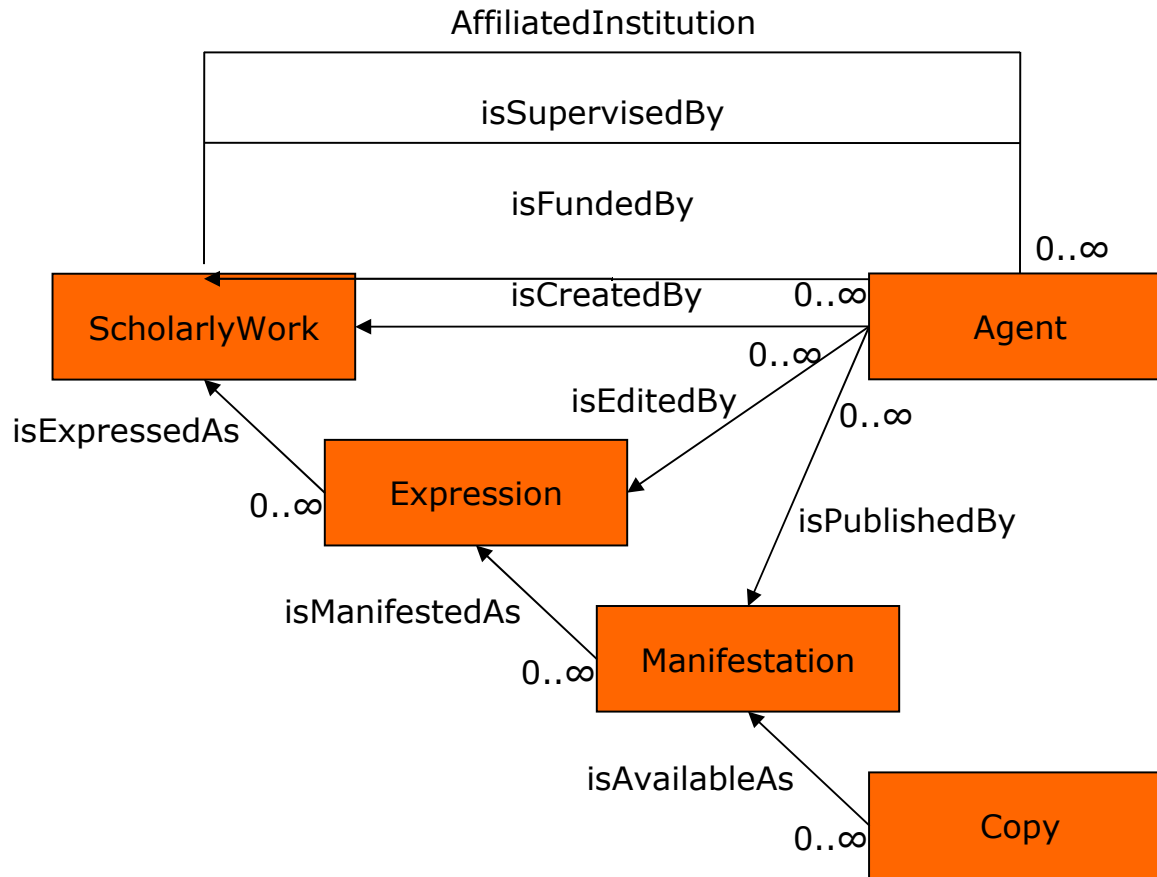 AffiliatedInstitution
isSupervisedBy
isFundedBy
0..∞
isCreatedBy
0..∞
ScholarlyWork
Agent
0..∞
isEditedBy
0..∞
isExpressedAs
Expression
0..∞
isPublishedBy
isManifestedAs
Manifestation
0..∞
isAvailableAs
Copy
0..∞